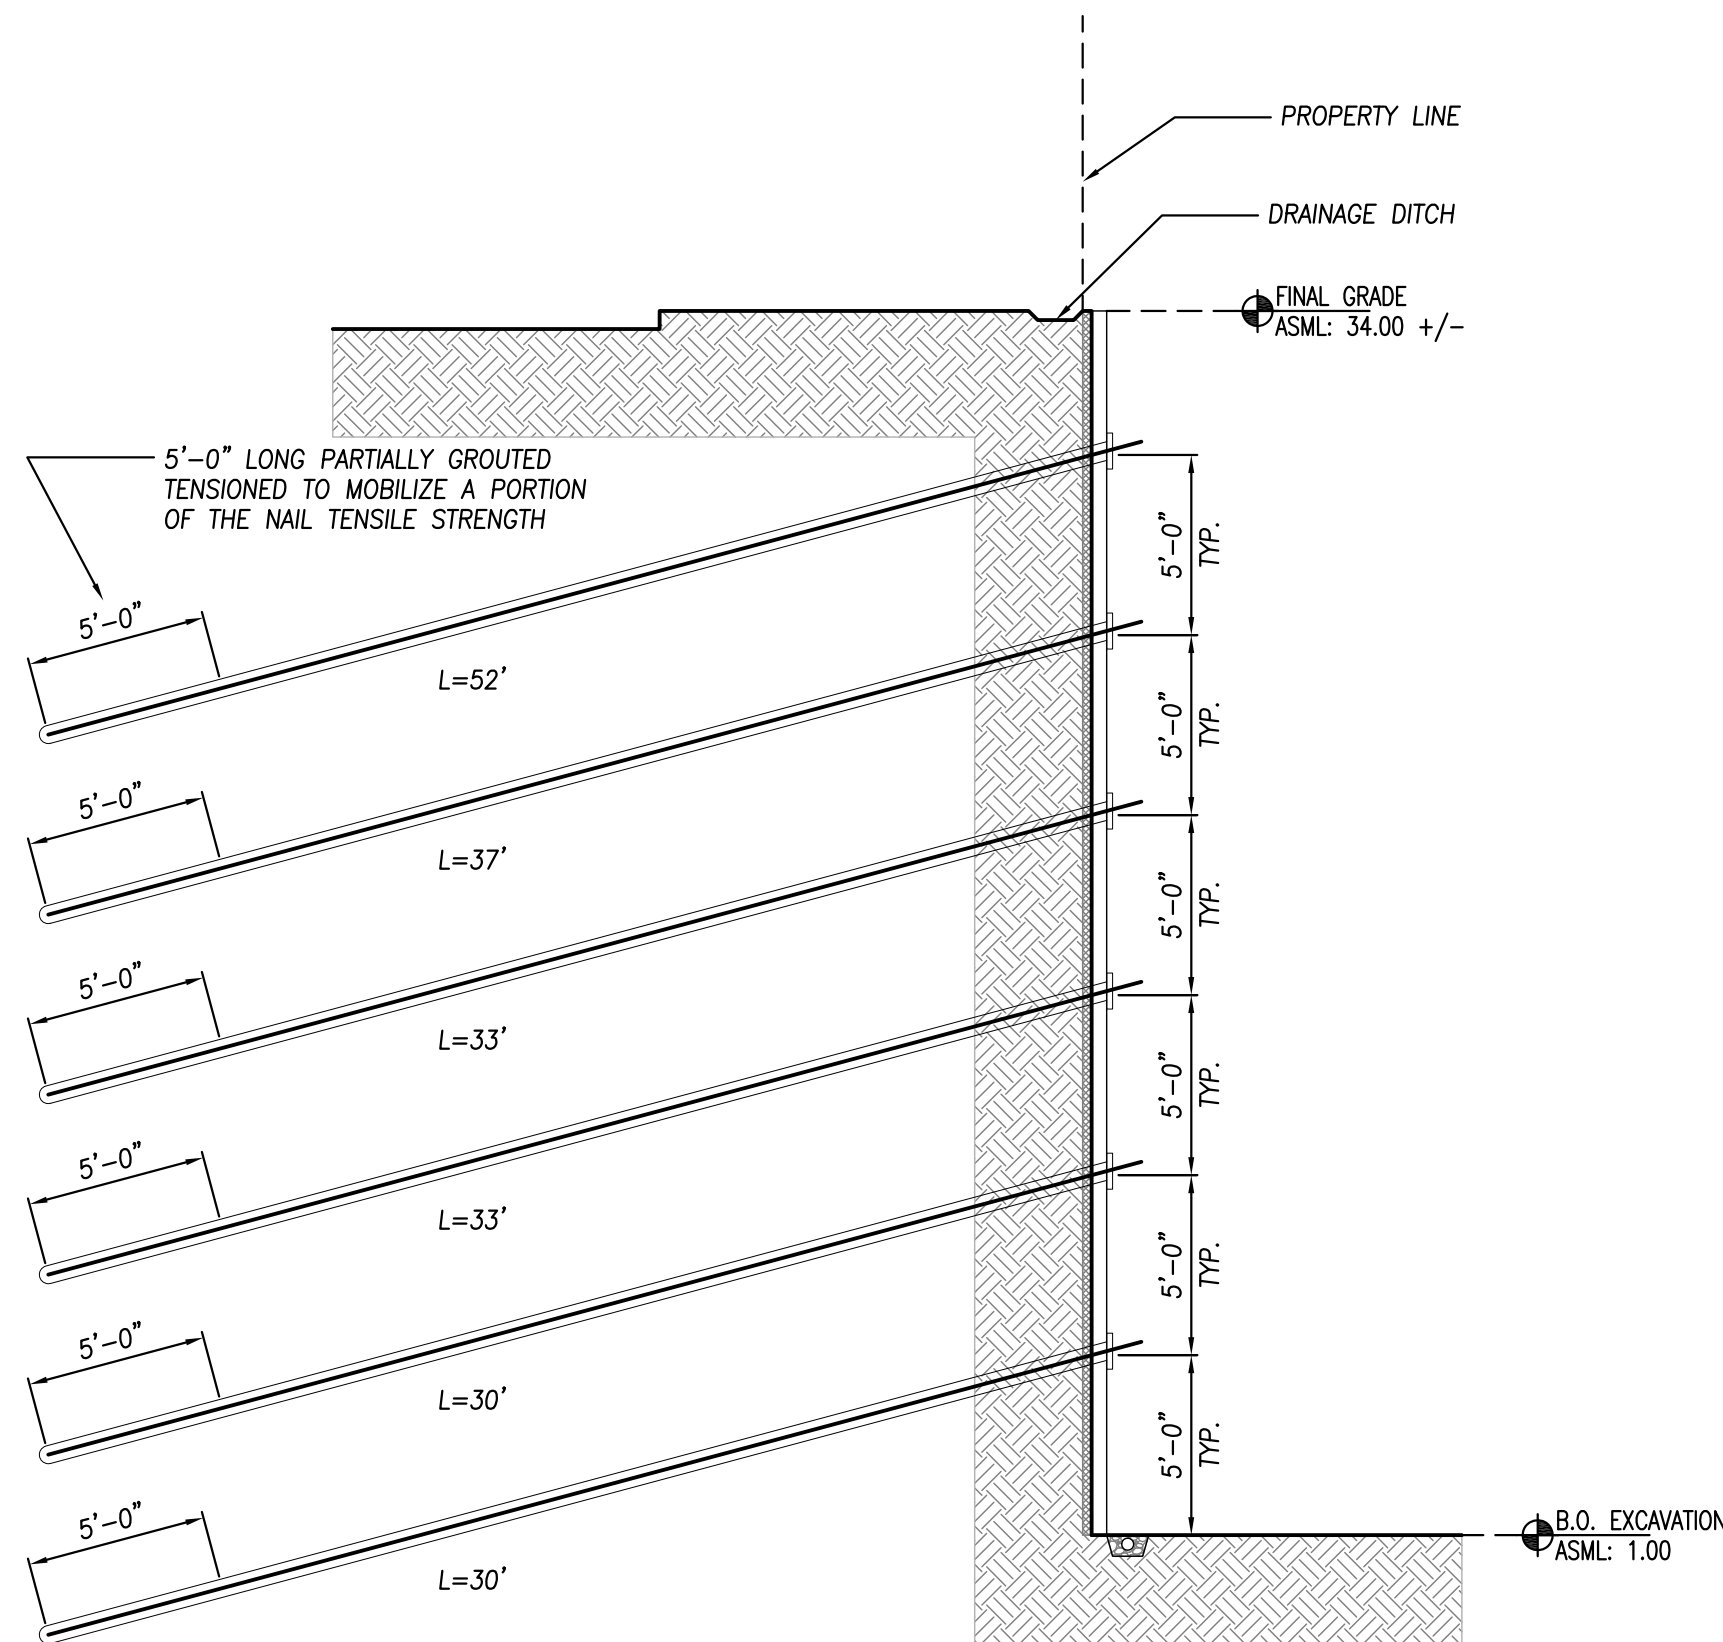 PROPERTY LINE
DRAINAGE DITCH
FINAL GRADE
ASML: 34.00 +/-
5'-0" LONG PARTIALLY GROUTED
TENSIONED TO MOBILIZE A PORTION
OF THE NAIL TENSILE STRENGTH
5'-0"
TYP.
5'-0"
L=52'
5'-0"
TYP.
5'-0"
L=37'
5'-0"
TYP.
5'-0"
L=33'
5'-0"
TYP.
5'-0"
L=33'
5'-0"
TYP.
5'-0"
L=30'
5'-0"
TYP.
5'-0"
L=30'
B.O. EXCAVATION
ASML: 1.00